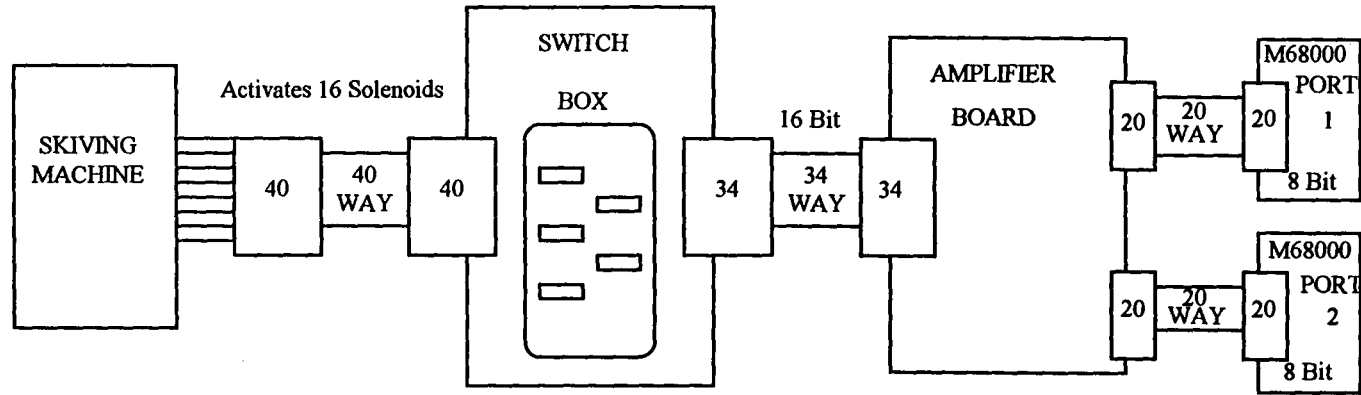 SKIVING
MACHINE
Activates 16 Solenoids
40
40
WAY
40
SWITCH
BOX
34
16 Bit
34
WAY
34
AMPLIFIER
BOARD
20
20
WAY
20
M68000
PORT
1
8 Bit
20
20
WAY
20
M68000
PORT
2
8 Bit